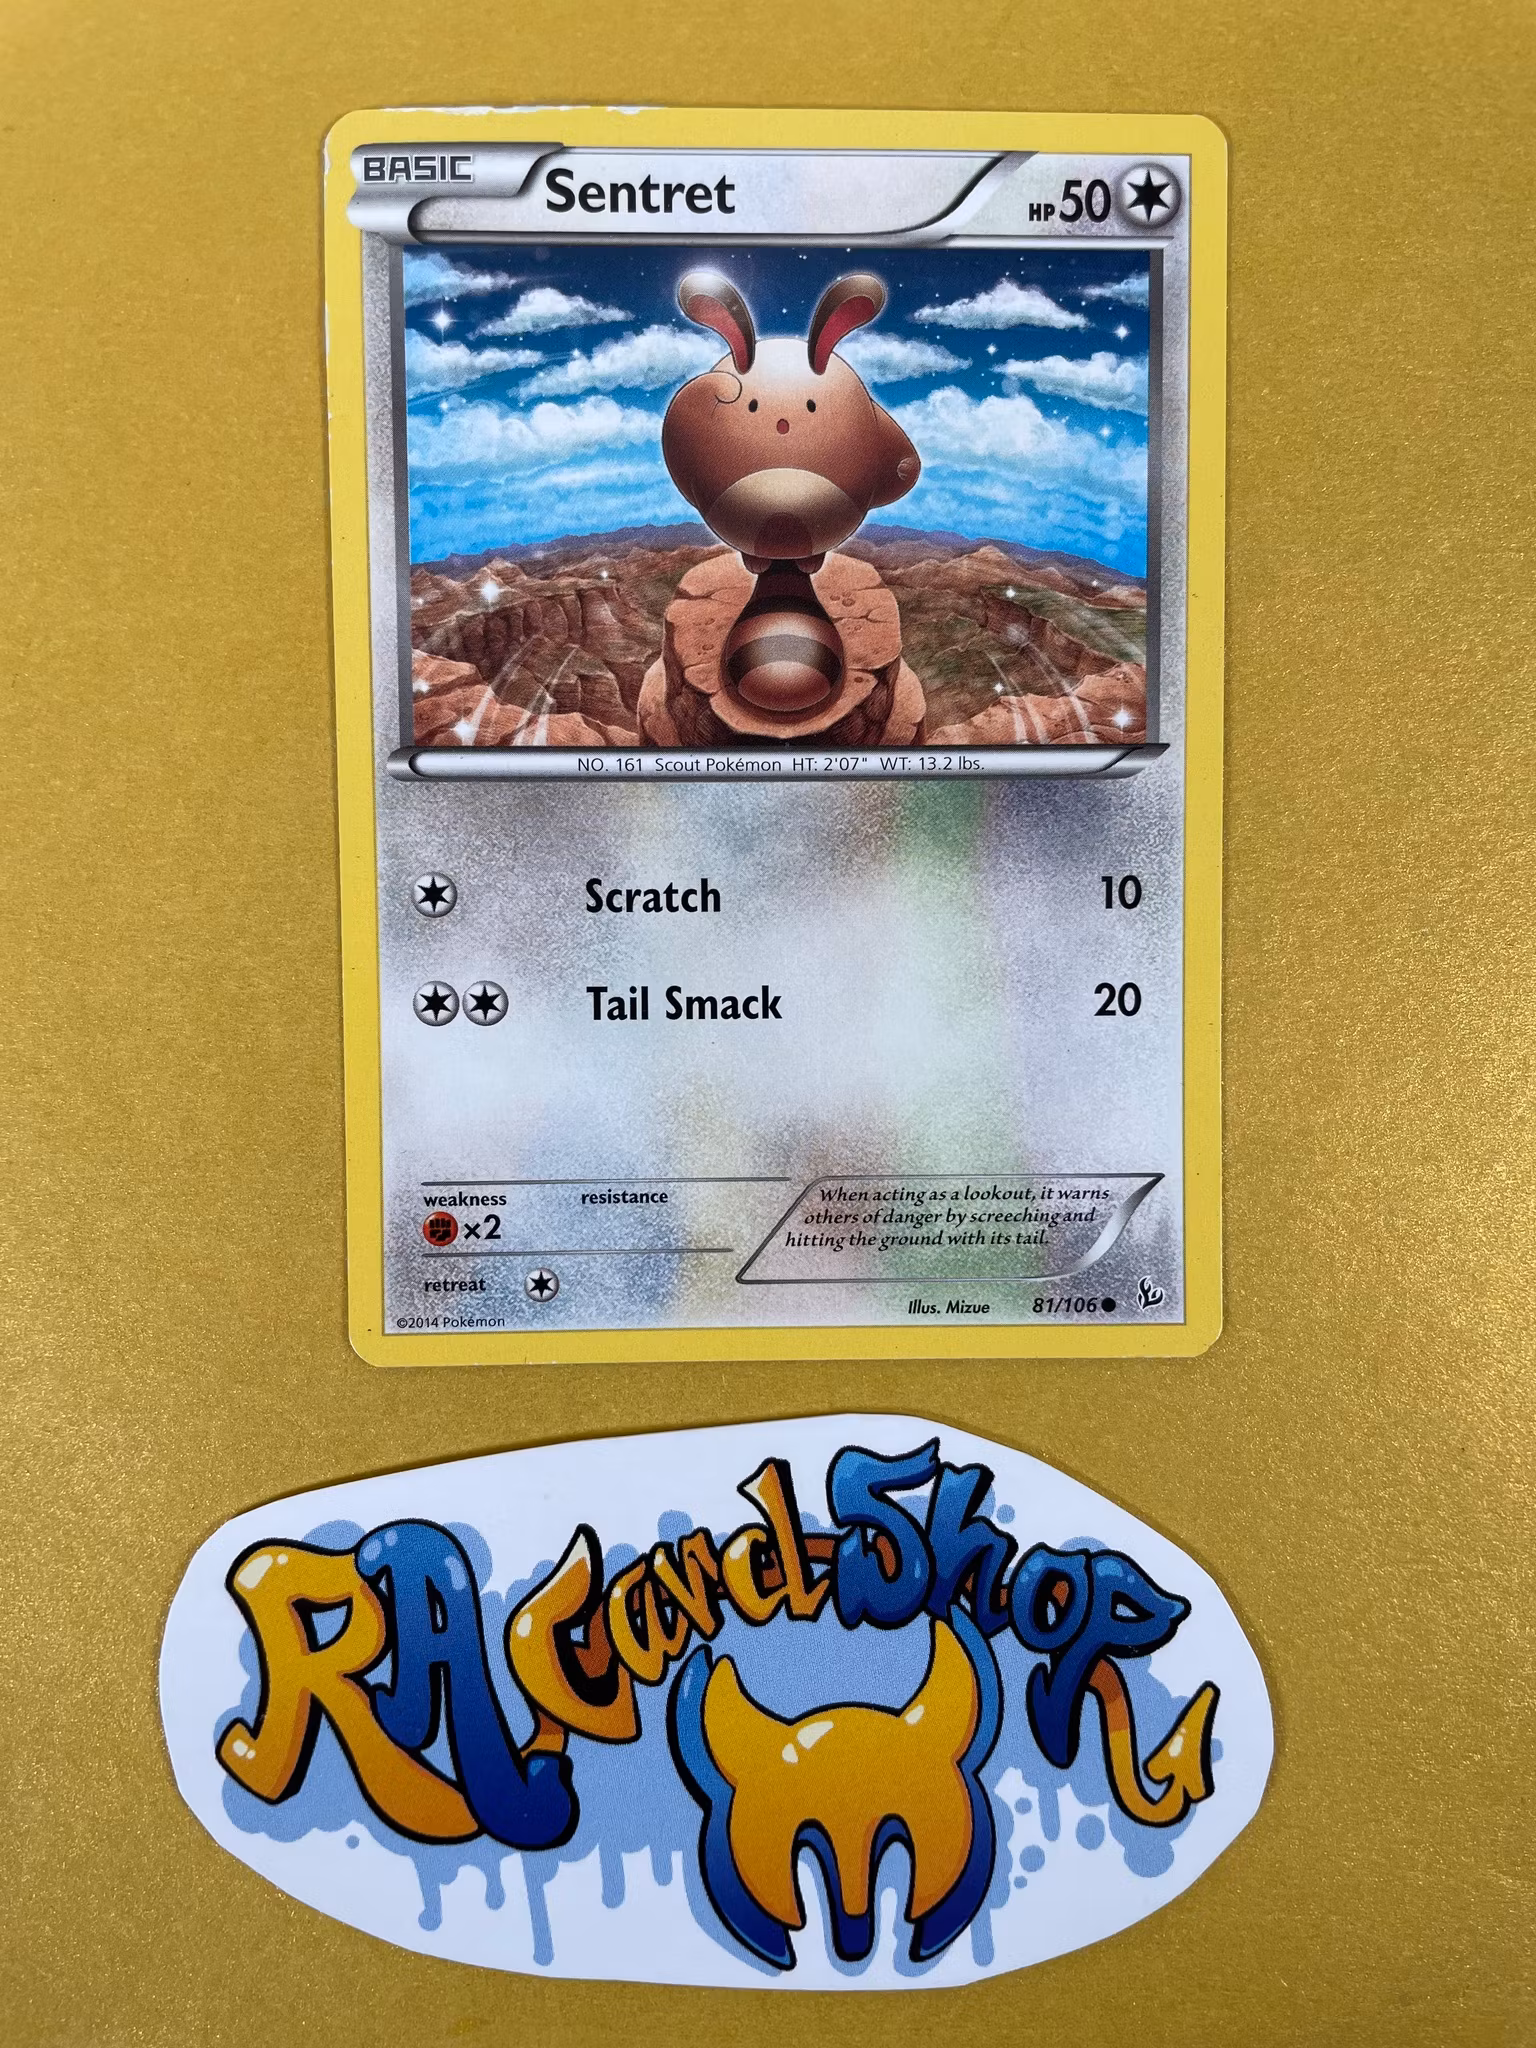 BASIC
Sentret
HP 50
NO. 161 Scout Pokémon HT: 2'07" WT: 13.2 lbs.
Scratch 10
Tail Smack 20
weakness resistance
×2
retreat
When acting as a lookout, it warns
others of danger by screeching and
hitting the ground with its tail.
Illus. Mizue 81/106
©2014 Pokémon
RA CardShop